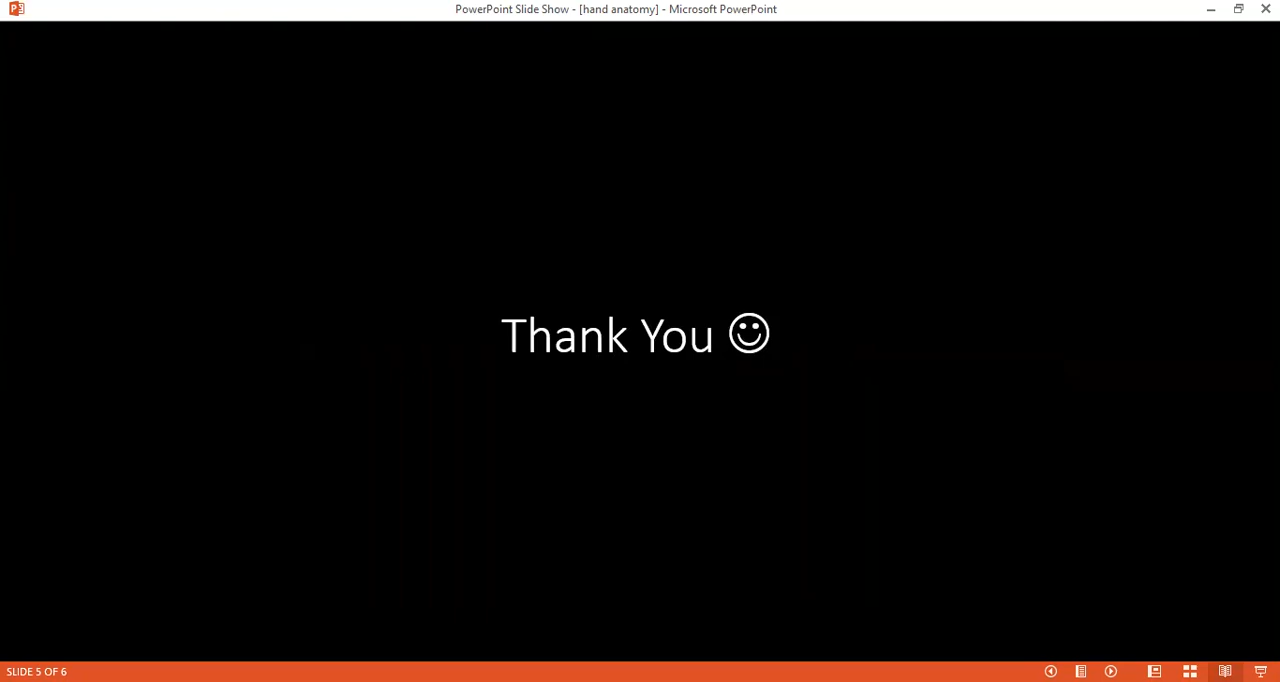 PowerPoint Slide Show - [hand anatomy] - Microsoft PowerPoint
Thank You ☺
SLIDE 5 OF 6